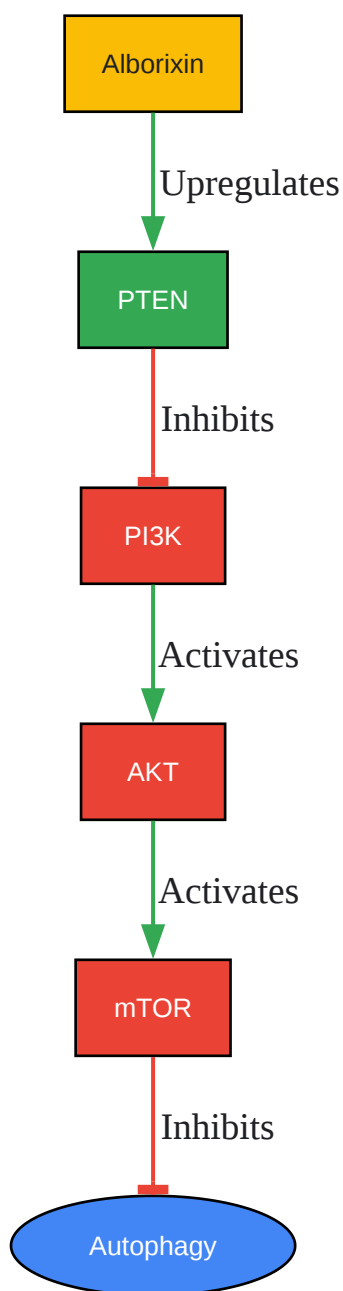 Alborixin
Upregulates
PTEN
Inhibits
PI3K
Activates
AKT
Activates
mTOR
Inhibits
Autophagy